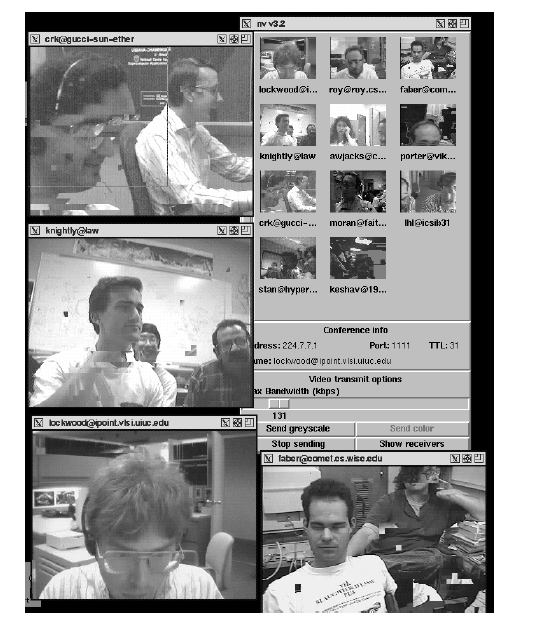 nv v3.2
crk@gucci-sun-ether
lockwood@i...
roy@roy.cs...
faber@com...
knightly@law
awjacks@c...
porter@vik...
crk@gucci-...
moran@fait...
lhl@icsib31
stan@hyper...
keshav@19...
knightly@law
Conference info
dress: 224.7.7.1 Port: 1111 TTL: 31
ame: lockwood@ipoint.vlsi.uiuc.edu
Video transmit options
ax Bandwidth (kbps)
131
Send greyscale
Send color
Stop sending
Show receivers
lockwood@ipoint.vlsi.uiuc.edu
faber@comet.cs.wisc.edu